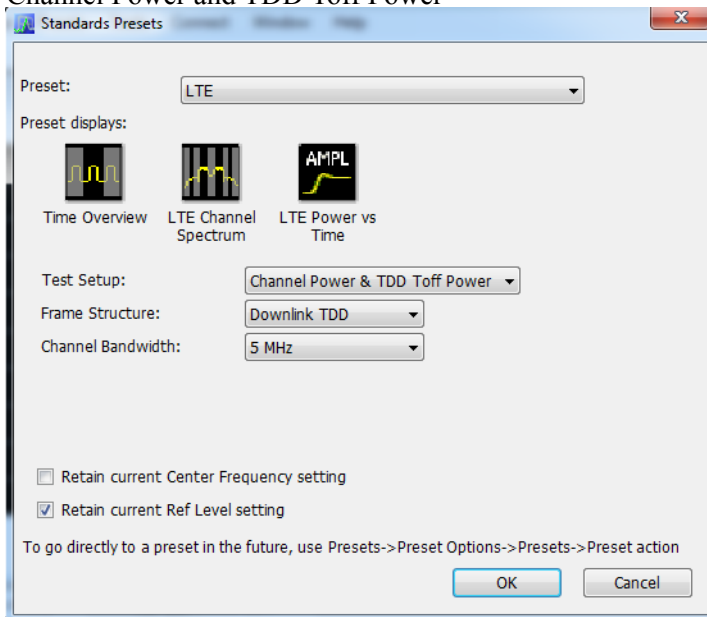 Channel Power and TDD Toff Power
Standards Presets Connect Window Help
Preset: LTE
Preset displays:
AMPL
Time Overview LTE Channel Spectrum LTE Power vs Time
Test Setup: Channel Power & TDD Toff Power
Frame Structure: Downlink TDD
Channel Bandwidth: 5 MHz
Retain current Center Frequency setting
Retain current Ref Level setting
To go directly to a preset in the future, use Presets->Preset Options->Presets->Preset action
OK Cancel